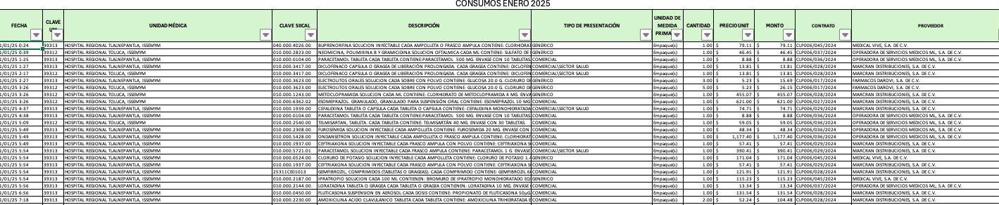 CONSUMOS ENERO 2025
FECHA CLAVE UNIDAD MÉDICA CLAVE SIICAL DESCRIPCIÓN TIPO DE PRESENTACIÓN UNIDAD DE MEDIDA PRIMA CANTIDAD PRECIO UNIT MONTO CONTRATO PROVEEDOR
1/01/25 0:24 39313 HOSPITAL REGIONAL TLALNEPANTLA, ISSEMYM 040.000.4026.00 BUPRENORFINA SOLUCION INYECTABLE CADA AMPOLLETA O FRASCO AMPULA CONTIENE: CLORHIDRAT GENERICO Empaque(s) 1.00 $ 79.11 $ 79.11 CLP006/045/2024 MEDICAL VIVE, S.A. DE C.V.
1/01/25 0:39 39312 HOSPITAL REGIONAL TOLUCA, ISSEMYM 010.000.2823.00 NEOMICINA, POLIMIXINA B Y GRAMICIDINA SOLUCION OFTALMICA CADA ML CONTIENE: SULFATO DE GENERICO Empaque(s) 1.00 $ 46.45 $ 46.45 CLP006/037/2024 OPERADORA DE SERVICIOS MEDICOS ML, S.A. DE C.V.
1/01/25 1:25 39313 HOSPITAL REGIONAL TLALNEPANTLA, ISSEMYM 010.000.0104.00 PARACETAMOL TABLETA CADA TABLETA CONTIENE:PARACETAMOL 500 MG. ENVASE CON 10 TABLETAS. COMERCIAL Empaque(s) 1.00 $ 8.88 $ 8.88 CLP006/036/2024 OPERADORA DE SERVICIOS MEDICOS ML, S.A. DE C.V.
1/01/25 1:27 39313 HOSPITAL REGIONAL TLALNEPANTLA, ISSEMYM 010.000.3417.00 DICLOFENACO CAPSULA O GRAGEA DE LIBERACIÓN PROLONGADA. CADA GRAGEA CONTIENE: DICLOFEN COMERCIAL\SECTOR SALUD Empaque(s) 1.00 $ 13.81 $ 13.81 CLP006/028/2024 MARCRAN DISTRIBUCIONES, S.A. DE C.V.
1/01/25 2:17 39312 HOSPITAL REGIONAL TOLUCA, ISSEMYM 010.000.3417.00 DICLOFENACO CAPSULA O GRAGEA DE LIBERACIÓN PROLONGADA. CADA GRAGEA CONTIENE: DICLOFEN COMERCIAL\SECTOR SALUD Empaque(s) 1.00 $ 13.81 $ 13.81 CLP006/028/2024 MARCRAN DISTRIBUCIONES, S.A. DE C.V.
1/01/25 2:27 39313 HOSPITAL REGIONAL TLALNEPANTLA, ISSEMYM 010.000.3623.00 ELECTROLITOS ORALES SOLUCION CADA SOBRE CON POLVO CONTIENE: GLUCOSA 20.0 G. CLORURO DE GENERICO Empaque(s) 3.00 $ 5.23 $ 15.69 CLP006/017/2024 FARMACOS DAROVI, S.A. DE C.V.
1/01/25 3:26 39312 HOSPITAL REGIONAL TOLUCA, ISSEMYM 010.000.3623.00 ELECTROLITOS ORALES SOLUCION CADA SOBRE CON POLVO CONTIENE: GLUCOSA 20.0 G. CLORURO DE GENERICO Empaque(s) 5.00 $ 5.23 $ 26.15 CLP006/017/2024 FARMACOS DAROVI, S.A. DE C.V.
1/01/25 3:26 39312 HOSPITAL REGIONAL TOLUCA, ISSEMYM 010.000.1243.00 METOCLOPRAMIDA SOLUCION CADA ML CONTIENE: CLORHIDRATO DE METOCLOPRAMIDA 4 MG. ENVA GENERICO Empaque(s) 1.00 $ 455.07 $ 455.07 CLP006/028/2024 MARCRAN DISTRIBUCIONES, S.A. DE C.V.
1/01/25 3:26 39312 HOSPITAL REGIONAL TOLUCA, ISSEMYM 010.000.6362.02 ESOMEPRAZOL. GRANULADO, GRANULADO PARA SUSPENSIÓN ORAL CONTIENE: ESOMEPRAZOL 10 MG COMERCIAL Empaque(s) 1.00 $ 621.00 $ 621.00 CLP006/027/2024 MARCRAN DISTRIBUCIONES, S.A. DE C.V.
1/01/25 4:37 39313 HOSPITAL REGIONAL TLALNEPANTLA, ISSEMYM 010.000.1939.00 CEFALEXINA TABLETA O CAPSULA CADA TABLETA O CAPSULA CONTIENE: CEFALEXINA MONOHIDRATADA COMERCIAL\SECTOR SALUD Empaque(s) 1.00 $ 74.71 $ 74.71 CLP006/029/2024 MARCRAN DISTRIBUCIONES, S.A. DE C.V.
1/01/25 4:38 39313 HOSPITAL REGIONAL TLALNEPANTLA, ISSEMYM 010.000.0104.00 PARACETAMOL TABLETA CADA TABLETA CONTIENE:PARACETAMOL 500 MG. ENVASE CON 10 TABLETAS. COMERCIAL Empaque(s) 1.00 $ 8.88 $ 8.88 CLP006/036/2024 OPERADORA DE SERVICIOS MEDICOS ML, S.A. DE C.V.
1/01/25 5:09 39312 HOSPITAL REGIONAL TOLUCA, ISSEMYM 010.000.2540.00 TELMISARTAN, TABLETA. CADA TABLETA CONTIENE: TELMISARTÁN 40 MG. ENVASE CON 30 TABLETAS. COMERCIAL Empaque(s) 1.00 $ 59.05 $ 59.05 CLP006/036/2024 OPERADORA DE SERVICIOS MEDICOS ML, S.A. DE C.V.
1/01/25 5:49 39313 HOSPITAL REGIONAL TLALNEPANTLA, ISSEMYM 010.000.2308.00 FUROSEMIDA SOLUCION INYECTABLE CADA AMPOLLETA CONTIENE: FUROSEMIDA 20 MG. ENVASE CON COMERCIAL Empaque(s) 1.00 $ 48.34 $ 48.34 CLP006/036/2024 OPERADORA DE SERVICIOS MEDICOS ML, S.A. DE C.V.
1/01/25 5:49 39313 HOSPITAL REGIONAL TLALNEPANTLA, ISSEMYM 010.000.5428.00 ONDANSETRON SOLUCION INYECTABLE CADA AMPOLLETA O FRASCO AMPULA CONTIENE: CLORHIDRAT COMERCIAL Empaque(s) 1.00 $ 1,177.40 $ 1,177.40 CLP006/036/2024 OPERADORA DE SERVICIOS MEDICOS ML, S.A. DE C.V.
1/01/25 5:49 39313 HOSPITAL REGIONAL TLALNEPANTLA, ISSEMYM 010.000.1937.00 CEFTRIAXONA SOLUCION INYECTABLE CADA FRASCO AMPULA CON POLVO CONTIENE: CEFTRIAXONA S COMERCIAL Empaque(s) 1.00 $ 57.41 $ 57.41 CLP006/029/2024 MARCRAN DISTRIBUCIONES, S.A. DE C.V.
1/01/25 5:54 39313 HOSPITAL REGIONAL TLALNEPANTLA, ISSEMYM 010.000.5721.01 PARACETAMOL SOLUCION INYECTABLE CADA FRASCO AMPULA CONTIENE: PARACETAMOL 1 G. ENVASE COMERCIAL\SECTOR SALUD Empaque(s) 1.00 $ 390.41 $ 390.41 CLP006/029/2024 MARCRAN DISTRIBUCIONES, S.A. DE C.V.
1/01/25 5:54 39313 HOSPITAL REGIONAL TLALNEPANTLA, ISSEMYM 010.000.0524.00 CLORURO DE POTASIO SOLUCION INYECTABLE CADA AMPOLLETA CONTIENE: CLORURO DE POTASIO 1.4 GENERICO Empaque(s) 1.00 $ 171.04 $ 171.04 CLP006/045/2024 MEDICAL VIVE, S.A. DE C.V.
1/01/25 5:54 39313 HOSPITAL REGIONAL TLALNEPANTLA, ISSEMYM 010.000.1937.00 CEFTRIAXONA SOLUCION INYECTABLE CADA FRASCO AMPULA CON POLVO CONTIENE: CEFTRIAXONA S COMERCIAL Empaque(s) 1.00 $ 57.41 $ 57.41 CLP006/029/2024 MARCRAN DISTRIBUCIONES, S.A. DE C.V.
1/01/25 5:54 39313 HOSPITAL REGIONAL TLALNEPANTLA, ISSEMYM 25311CE01013 GEMFIBROZIL, COMPRIMIDOS (TABLETAS O GRAGEAS). CADA COMPRIMIDO CONTIENE: GEMFIBROZIL 6 COMERCIAL Empaque(s) 1.00 $ 121.91 $ 121.91 CLP006/028/2024 MARCRAN DISTRIBUCIONES, S.A. DE C.V.
1/01/25 5:54 39313 HOSPITAL REGIONAL TLALNEPANTLA, ISSEMYM 010.000.2187.00 IPRATROPIO SOLUCION CADA 100 ML CONTIENEN: BROMURO DE IPRATROPIO MONOHIDRATADO EQ GENERICO Empaque(s) 1.00 $ 115.23 $ 115.23 CLP006/045/2024 MEDICAL VIVE, S.A. DE C.V.
1/01/25 6:56 39313 HOSPITAL REGIONAL TLALNEPANTLA, ISSEMYM 010.000.2144.00 LORATADINA TABLETA O GRAGEA CADA TABLETA O GRAGEA CONTIENEN: LORATADINA 10 MG. ENVASE COMERCIAL Empaque(s) 1.00 $ 13.34 $ 13.34 CLP006/037/2024 OPERADORA DE SERVICIOS MEDICOS ML, S.A. DE C.V.
1/01/25 6:56 39313 HOSPITAL REGIONAL TLALNEPANTLA, ISSEMYM 010.000.0450.00 FLUTICASONA SUSPENSION EN AEROSOL CADA DOSIS CONTIENE: PROPIONATO DE FLUTICASONA 50µG. COMERCIAL Empaque(s) 1.00 $ 131.54 $ 131.54 CLP006/028/2024 MARCRAN DISTRIBUCIONES, S.A. DE C.V.
1/01/25 7:18 39313 HOSPITAL REGIONAL TLALNEPANTLA, ISSEMYM 010.000.2230.00 AMOXICILINA ACIDO CLAVULANICO TABLETA CADA TABLETA CONTIENE: AMOXICILINA TRIHIDRATADA E COMERCIAL Empaque(s) 2.00 $ 52.24 $ 104.48 CLP006/028/2024 MARCRAN DISTRIBUCIONES, S.A. DE C.V.